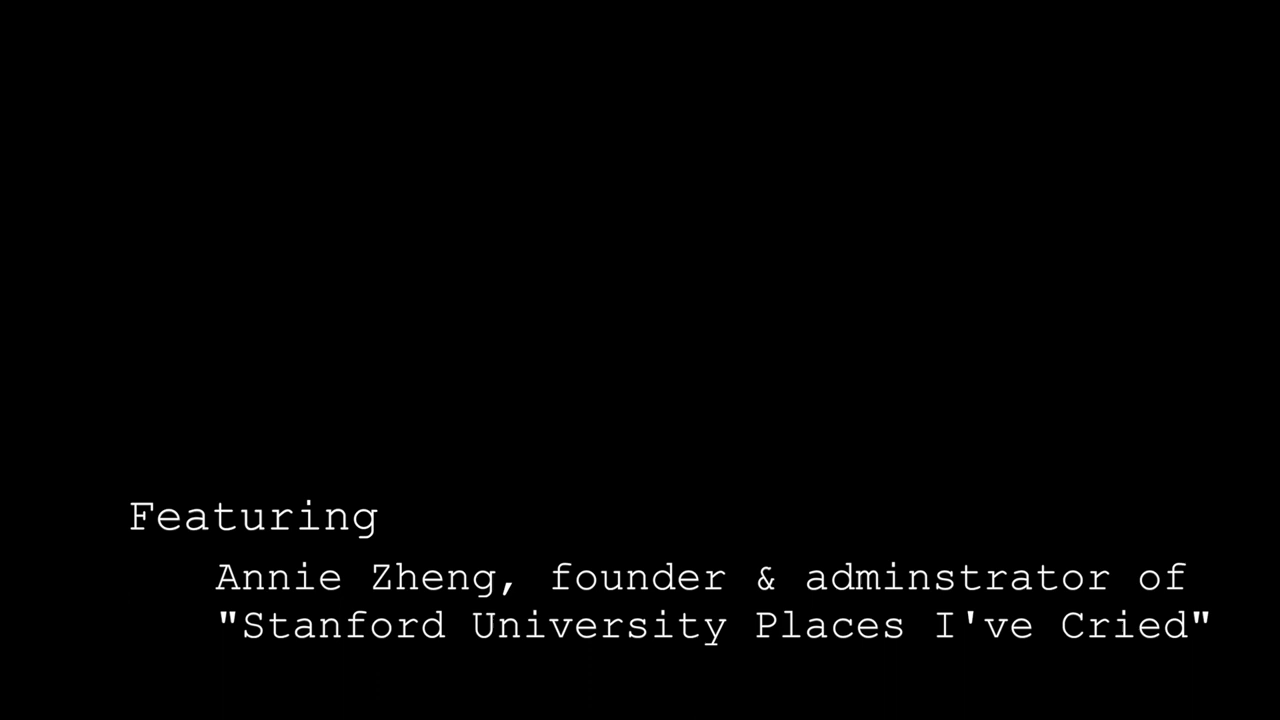 Featuring
Annie Zheng, founder & adminstrator of
"Stanford University Places I've Cried"